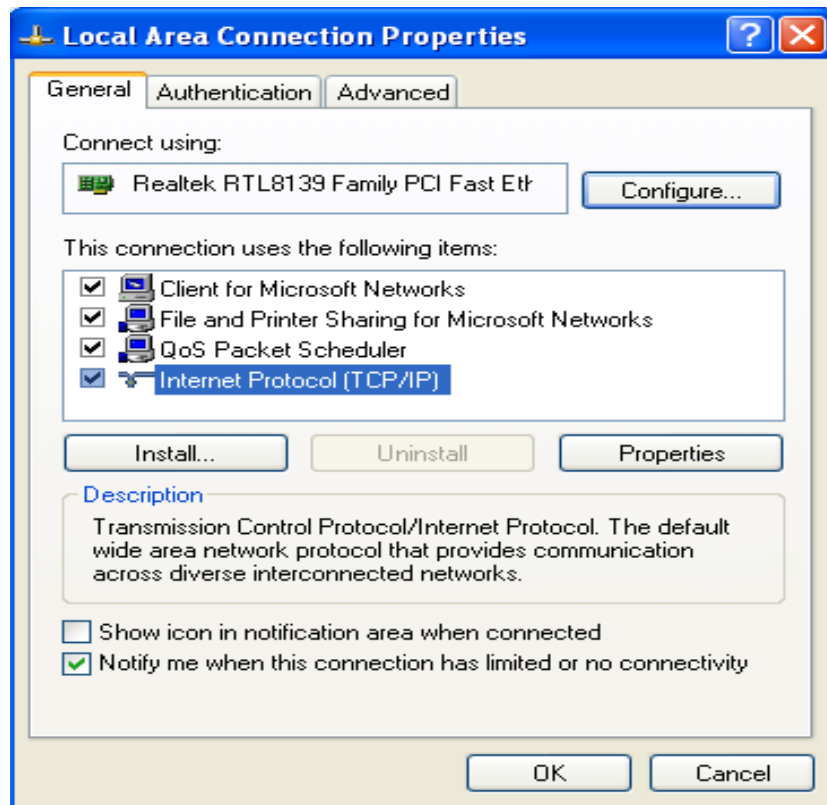 Local Area Connection Properties
General Authentication Advanced
Connect using:
Realtek RTL8139 Family PCI Fast Eth
Configure...
This connection uses the following items:
Client for Microsoft Networks
File and Printer Sharing for Microsoft Networks
QoS Packet Scheduler
Internet Protocol (TCP/IP)
Install... Uninstall Properties
Description
Transmission Control Protocol/Internet Protocol. The default
wide area network protocol that provides communication
across diverse interconnected networks.
Show icon in notification area when connected
Notify me when this connection has limited or no connectivity
OK Cancel